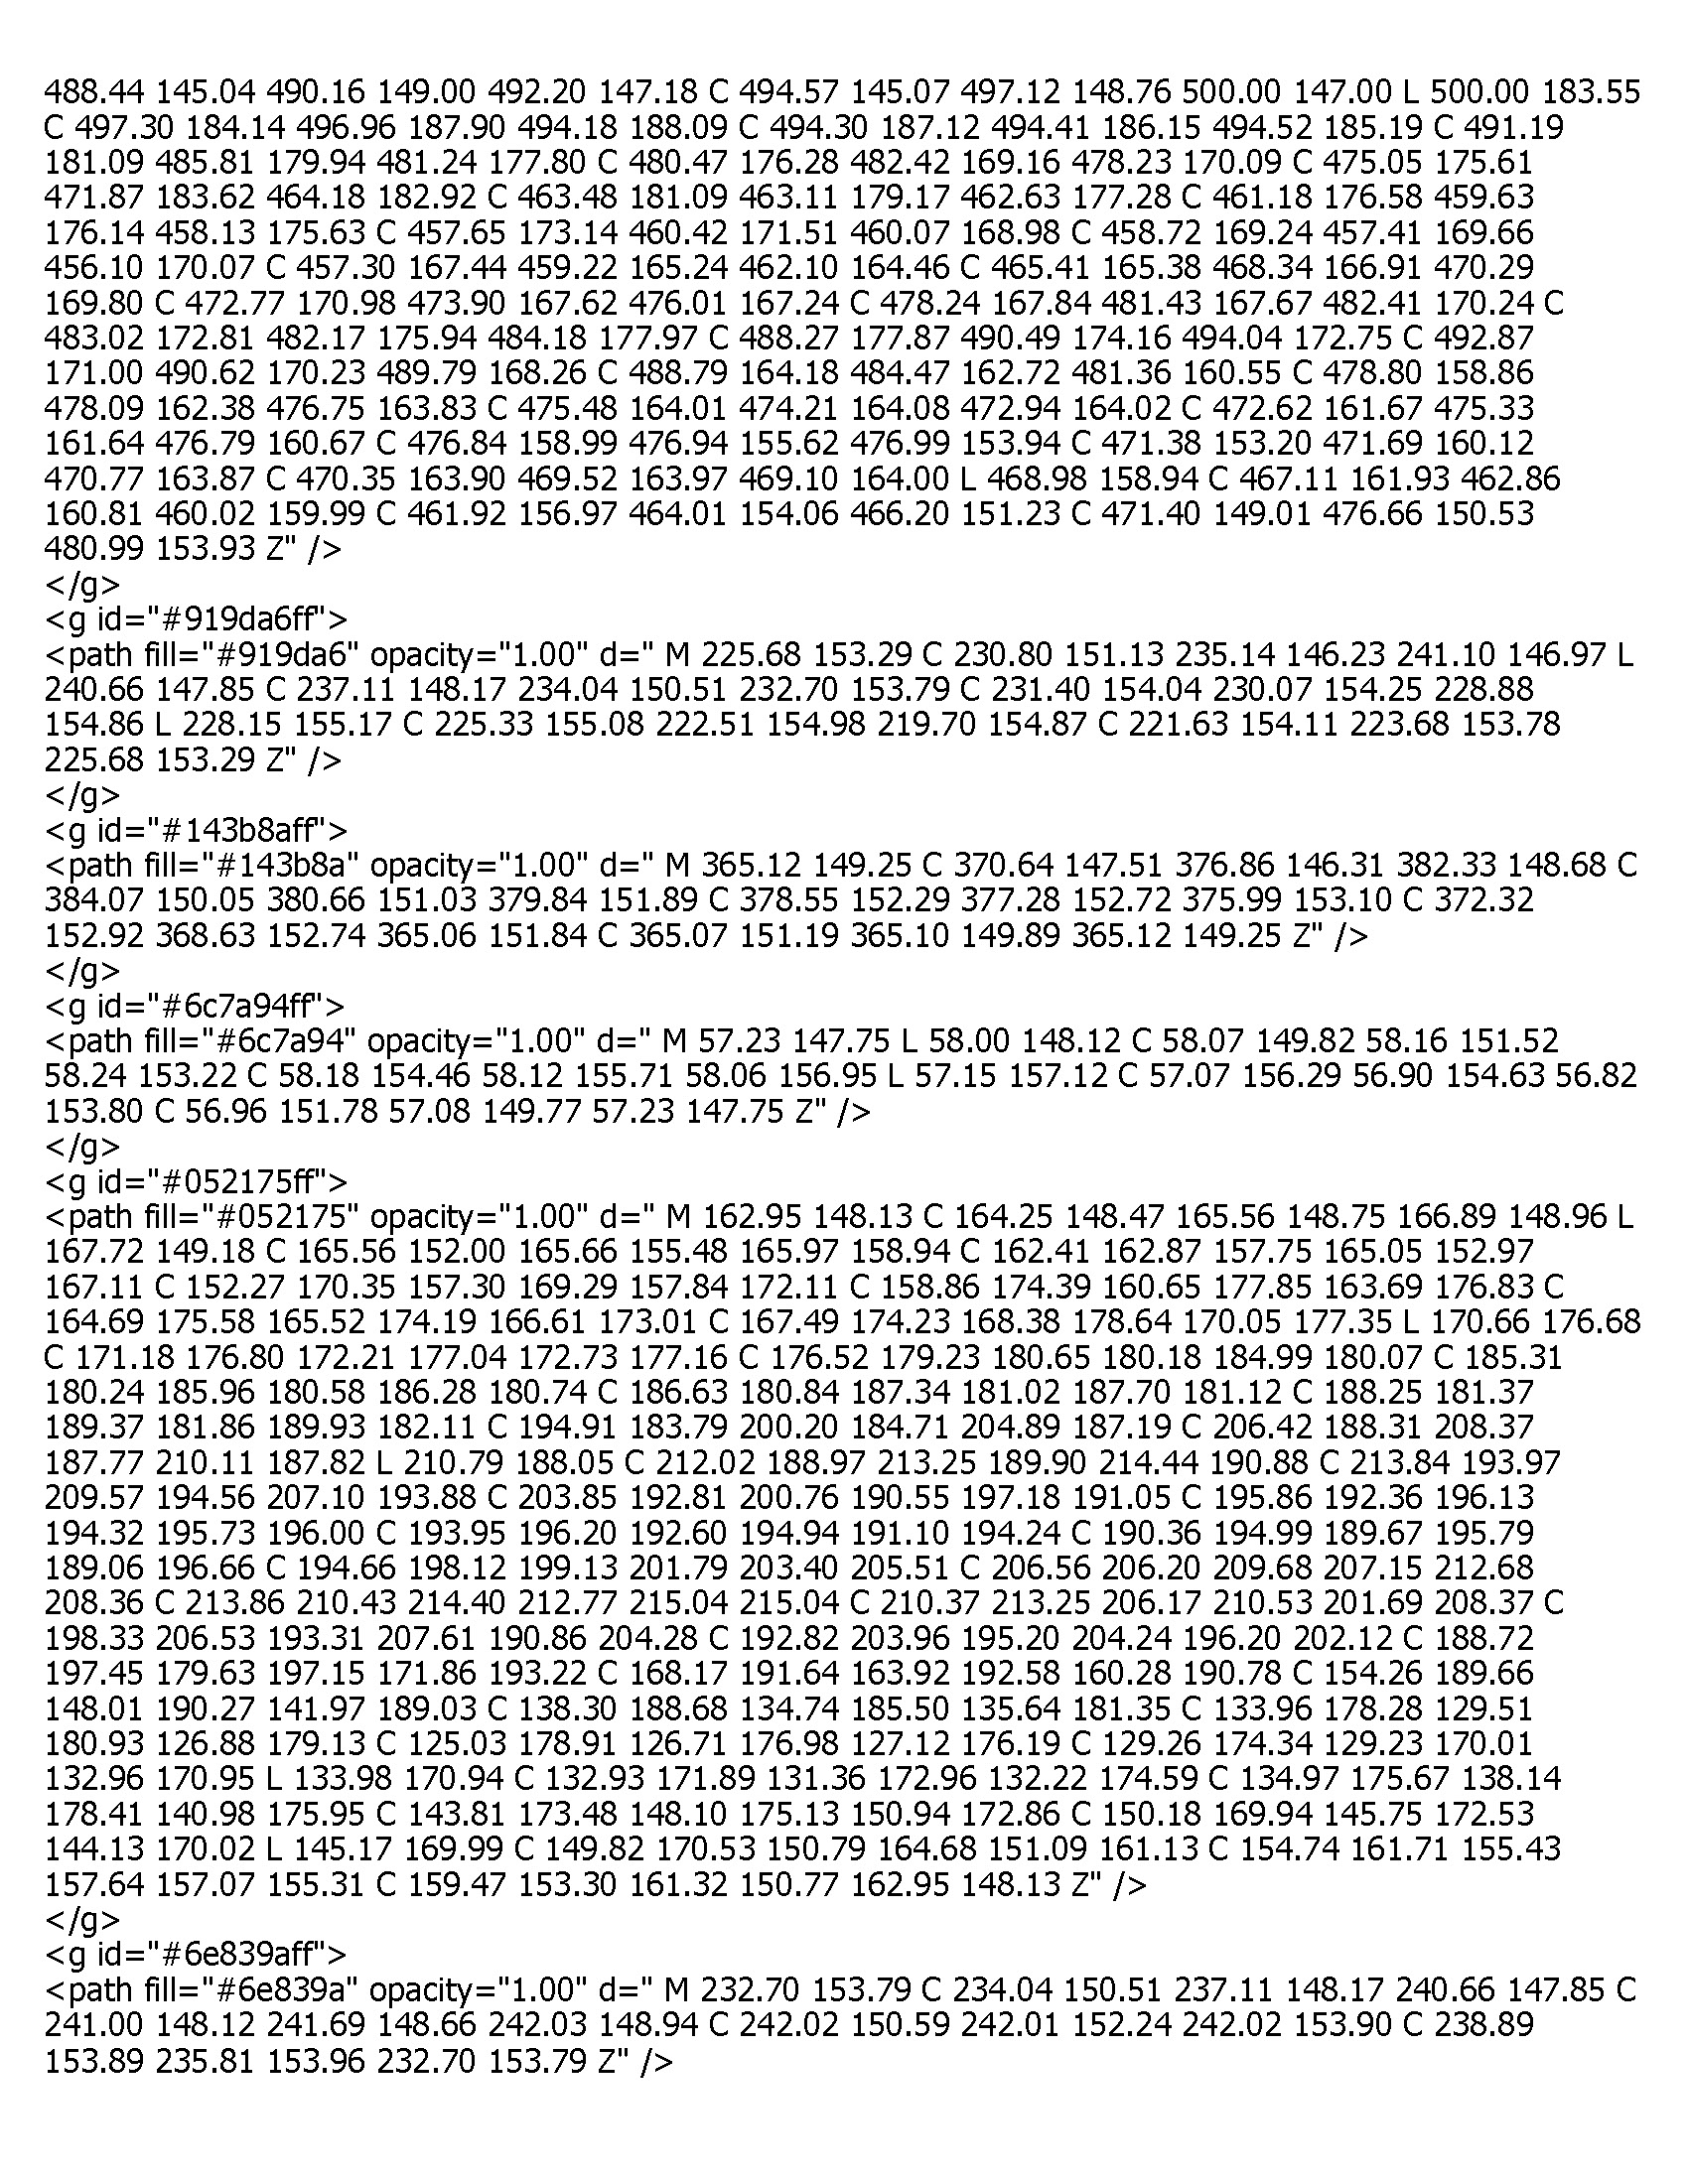 488.44 145.04 490.16 149.00 492.20 147.18 C 494.57 145.07 497.12 148.76 500.00 147.00 L 500.00 183.55
C 497.30 184.14 496.96 187.90 494.18 188.09 C 494.30 187.12 494.41 186.15 494.52 185.19 C 491.19
181.09 485.81 179.94 481.24 177.80 C 480.47 176.28 482.42 169.16 478.23 170.09 C 475.05 175.61
471.87 183.62 464.18 182.92 C 463.48 181.09 463.11 179.17 462.63 177.28 C 461.18 176.58 459.63
176.14 458.13 175.63 C 457.65 173.14 460.42 171.51 460.07 168.98 C 458.72 169.24 457.41 169.66
456.10 170.07 C 457.30 167.44 459.22 165.24 462.10 164.46 C 465.41 165.38 468.34 166.91 470.29
169.80 C 472.77 170.98 473.90 167.62 476.01 167.24 C 478.24 167.84 481.43 167.67 482.41 170.24 C
483.02 172.81 482.17 175.94 484.18 177.97 C 488.27 177.87 490.49 174.16 494.04 172.75 C 492.87
171.00 490.62 170.23 489.79 168.26 C 488.79 164.18 484.47 162.72 481.36 160.55 C 478.80 158.86
478.09 162.38 476.75 163.83 C 475.48 164.01 474.21 164.08 472.94 164.02 C 472.62 161.67 475.33
161.64 476.79 160.67 C 476.84 158.99 476.94 155.62 476.99 153.94 C 471.38 153.20 471.69 160.12
470.77 163.87 C 470.35 163.90 469.52 163.97 469.10 164.00 L 468.98 158.94 C 467.11 161.93 462.86
160.81 460.02 159.99 C 461.92 156.97 464.01 154.06 466.20 151.23 C 471.40 149.01 476.66 150.53
480.99 153.93 Z" />
</g>
<g id="#919da6ff">
<path fill="#919da6" opacity="1.00" d=" M 225.68 153.29 C 230.80 151.13 235.14 146.23 241.10 146.97 L
240.66 147.85 C 237.11 148.17 234.04 150.51 232.70 153.79 C 231.40 154.04 230.07 154.25 228.88
154.86 L 228.15 155.17 C 225.33 155.08 222.51 154.98 219.70 154.87 C 221.63 154.11 223.68 153.78
225.68 153.29 Z" />
</g>
<g id="#143b8aff">
<path fill="#143b8a" opacity="1.00" d=" M 365.12 149.25 C 370.64 147.51 376.86 146.31 382.33 148.68 C
384.07 150.05 380.66 151.03 379.84 151.89 C 378.55 152.29 377.28 152.72 375.99 153.10 C 372.32
152.92 368.63 152.74 365.06 151.84 C 365.07 151.19 365.10 149.89 365.12 149.25 Z" />
</g>
<g id="#6c7a94ff">
<path fill="#6c7a94" opacity="1.00" d=" M 57.23 147.75 L 58.00 148.12 C 58.07 149.82 58.16 151.52
58.24 153.22 C 58.18 154.46 58.12 155.71 58.06 156.95 L 57.15 157.12 C 57.07 156.29 56.90 154.63 56.82
153.80 C 56.96 151.78 57.08 149.77 57.23 147.75 Z" />
</g>
<g id="#052175ff">
<path fill="#052175" opacity="1.00" d=" M 162.95 148.13 C 164.25 148.47 165.56 148.75 166.89 148.96 L
167.72 149.18 C 165.56 152.00 165.66 155.48 165.97 158.94 C 162.41 162.87 157.75 165.05 152.97
167.11 C 152.27 170.35 157.30 169.29 157.84 172.11 C 158.86 174.39 160.65 177.85 163.69 176.83 C
164.69 175.58 165.52 174.19 166.61 173.01 C 167.49 174.23 168.38 178.64 170.05 177.35 L 170.66 176.68
C 171.18 176.80 172.21 177.04 172.73 177.16 C 176.52 179.23 180.65 180.18 184.99 180.07 C 185.31
180.24 185.96 180.58 186.28 180.74 C 186.63 180.84 187.34 181.02 187.70 181.12 C 188.25 181.37
189.37 181.86 189.93 182.11 C 194.91 183.79 200.20 184.71 204.89 187.19 C 206.42 188.31 208.37
187.77 210.11 187.82 L 210.79 188.05 C 212.02 188.97 213.25 189.90 214.44 190.88 C 213.84 193.97
209.57 194.56 207.10 193.88 C 203.85 192.81 200.76 190.55 197.18 191.05 C 195.86 192.36 196.13
194.32 195.73 196.00 C 193.95 196.20 192.60 194.94 191.10 194.24 C 190.36 194.99 189.67 195.79
189.06 196.66 C 194.66 198.12 199.13 201.79 203.40 205.51 C 206.56 206.20 209.68 207.15 212.68
208.36 C 213.86 210.43 214.40 212.77 215.04 215.04 C 210.37 213.25 206.17 210.53 201.69 208.37 C
198.33 206.53 193.31 207.61 190.86 204.28 C 192.82 203.96 195.20 204.24 196.20 202.12 C 188.72
197.45 179.63 197.15 171.86 193.22 C 168.17 191.64 163.92 192.58 160.28 190.78 C 154.26 189.66
148.01 190.27 141.97 189.03 C 138.30 188.68 134.74 185.50 135.64 181.35 C 133.96 178.28 129.51
180.93 126.88 179.13 C 125.03 178.91 126.71 176.98 127.12 176.19 C 129.26 174.34 129.23 170.01
132.96 170.95 L 133.98 170.94 C 132.93 171.89 131.36 172.96 132.22 174.59 C 134.97 175.67 138.14
178.41 140.98 175.95 C 143.81 173.48 148.10 175.13 150.94 172.86 C 150.18 169.94 145.75 172.53
144.13 170.02 L 145.17 169.99 C 149.82 170.53 150.79 164.68 151.09 161.13 C 154.74 161.71 155.43
157.64 157.07 155.31 C 159.47 153.30 161.32 150.77 162.95 148.13 Z" />
</g>
<g id="#6e839aff">
<path fill="#6e839a" opacity="1.00" d=" M 232.70 153.79 C 234.04 150.51 237.11 148.17 240.66 147.85 C
241.00 148.12 241.69 148.66 242.03 148.94 C 242.02 150.59 242.01 152.24 242.02 153.90 C 238.89
153.89 235.81 153.96 232.70 153.79 Z" />